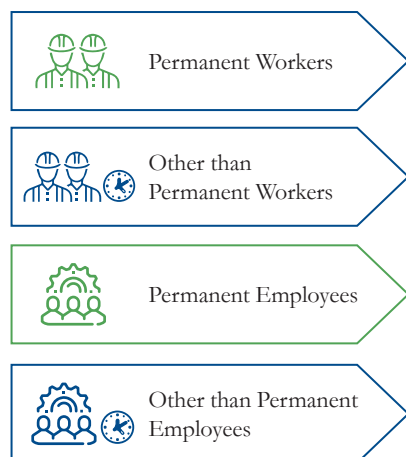 Permanent Workers
Other than
Permanent Workers
Permanent Employees
Other than Permanent
Employees